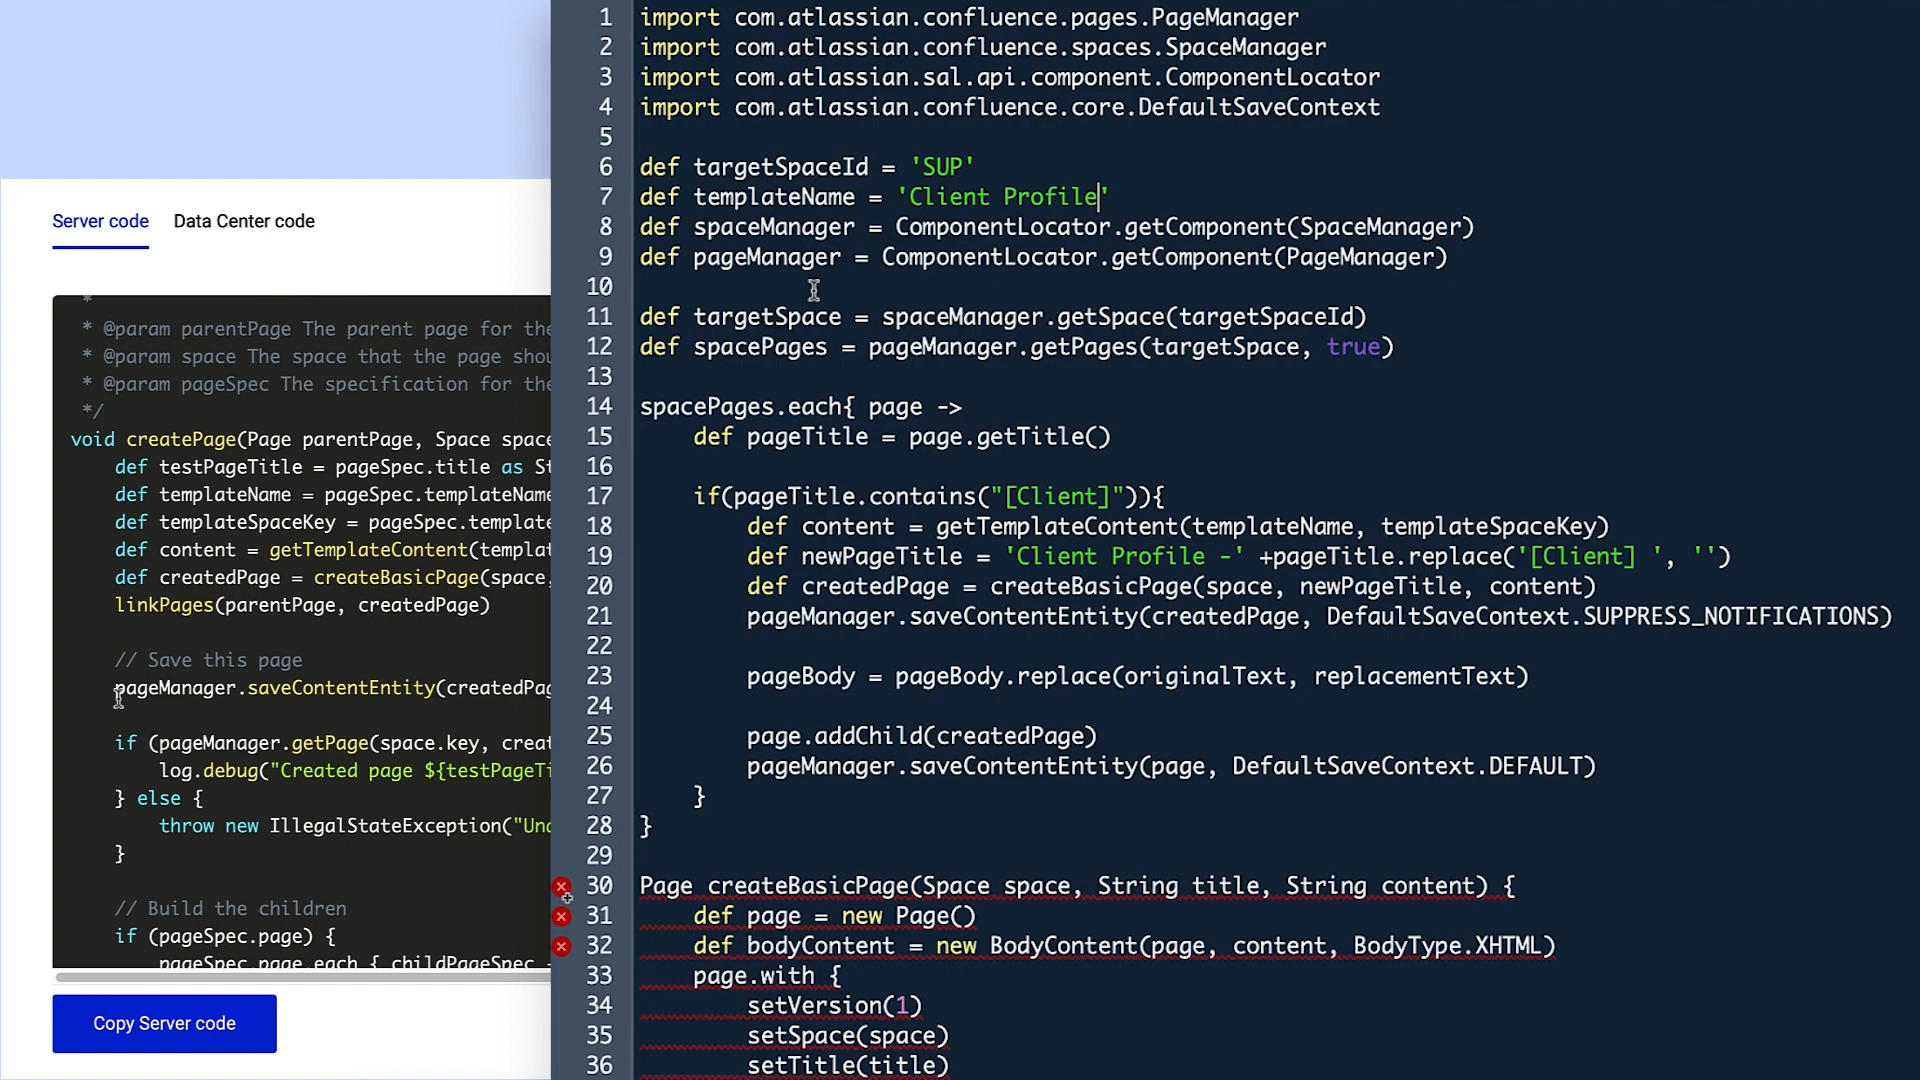 Server code
Data Center code
*
* @param parentPage The parent page for the
* @param space The space that the page
* @param pageSpec The specification for the
*/
void createPage(Page parentPage, Space space
def testPageTitle = pageSpec.title as
def templateName = pageSpec.templateName
def templateSpaceKey = pageSpec.template
def content = getTemplateContent(
def createdPage = createBasicPage(space,
linkPages(parentPage, createdPage)
// Save this page
pageManager.saveContentEntity(
if (pageManager.getPage(space.key,
log.debug("Created page
} else {
throw new IllegalStateException(
}
// Build the children
if (pageSpec.page) {
pageSpec.page.each { childPageSpec
Copy Server code
1 import com.atlassian.confluence.pages.PageManager
2 import com.atlassian.confluence.spaces.SpaceManager
3 import com.atlassian.sal.api.component.ComponentLocator
4 import com.atlassian.confluence.core.DefaultSaveContext
5
6 def targetSpaceId = 'SUP'
7 def templateName = 'Client Profile'
8 def spaceManager = ComponentLocator.getComponent(SpaceManager)
9 def pageManager = ComponentLocator.getComponent(PageManager)
10
11 def targetSpace = spaceManager.getSpace(targetSpaceId)
12 def spacePages = pageManager.getPages(targetSpace, true)
13
14 spacePages.each{ page ->
15 def pageTitle = page.getTitle()
16
17 if(pageTitle.contains("[Client]")){
18 def content = getTemplateContent(templateName, templateSpaceKey)
19 def newPageTitle = 'Client Profile -' +pageTitle.replace('[Client] ', '')
20 def createdPage = createBasicPage(space, newPageTitle, content)
21 pageManager.saveContentEntity(createdPage, DefaultSaveContext.SUPPRESS_NOTIFICATIONS)
22
23 pageBody = pageBody.replace(originalText, replacementText)
24
25 page.addChild(createdPage)
26 pageManager.saveContentEntity(page, DefaultSaveContext.DEFAULT)
27 }
28 }
29
30 Page createBasicPage(Space space, String title, String content) {
31 def page = new Page()
32 def bodyContent = new BodyContent(page, content, BodyType.XHTML)
33 page.with {
34 setVersion(1)
35 setSpace(space)
36 setTitle(title)